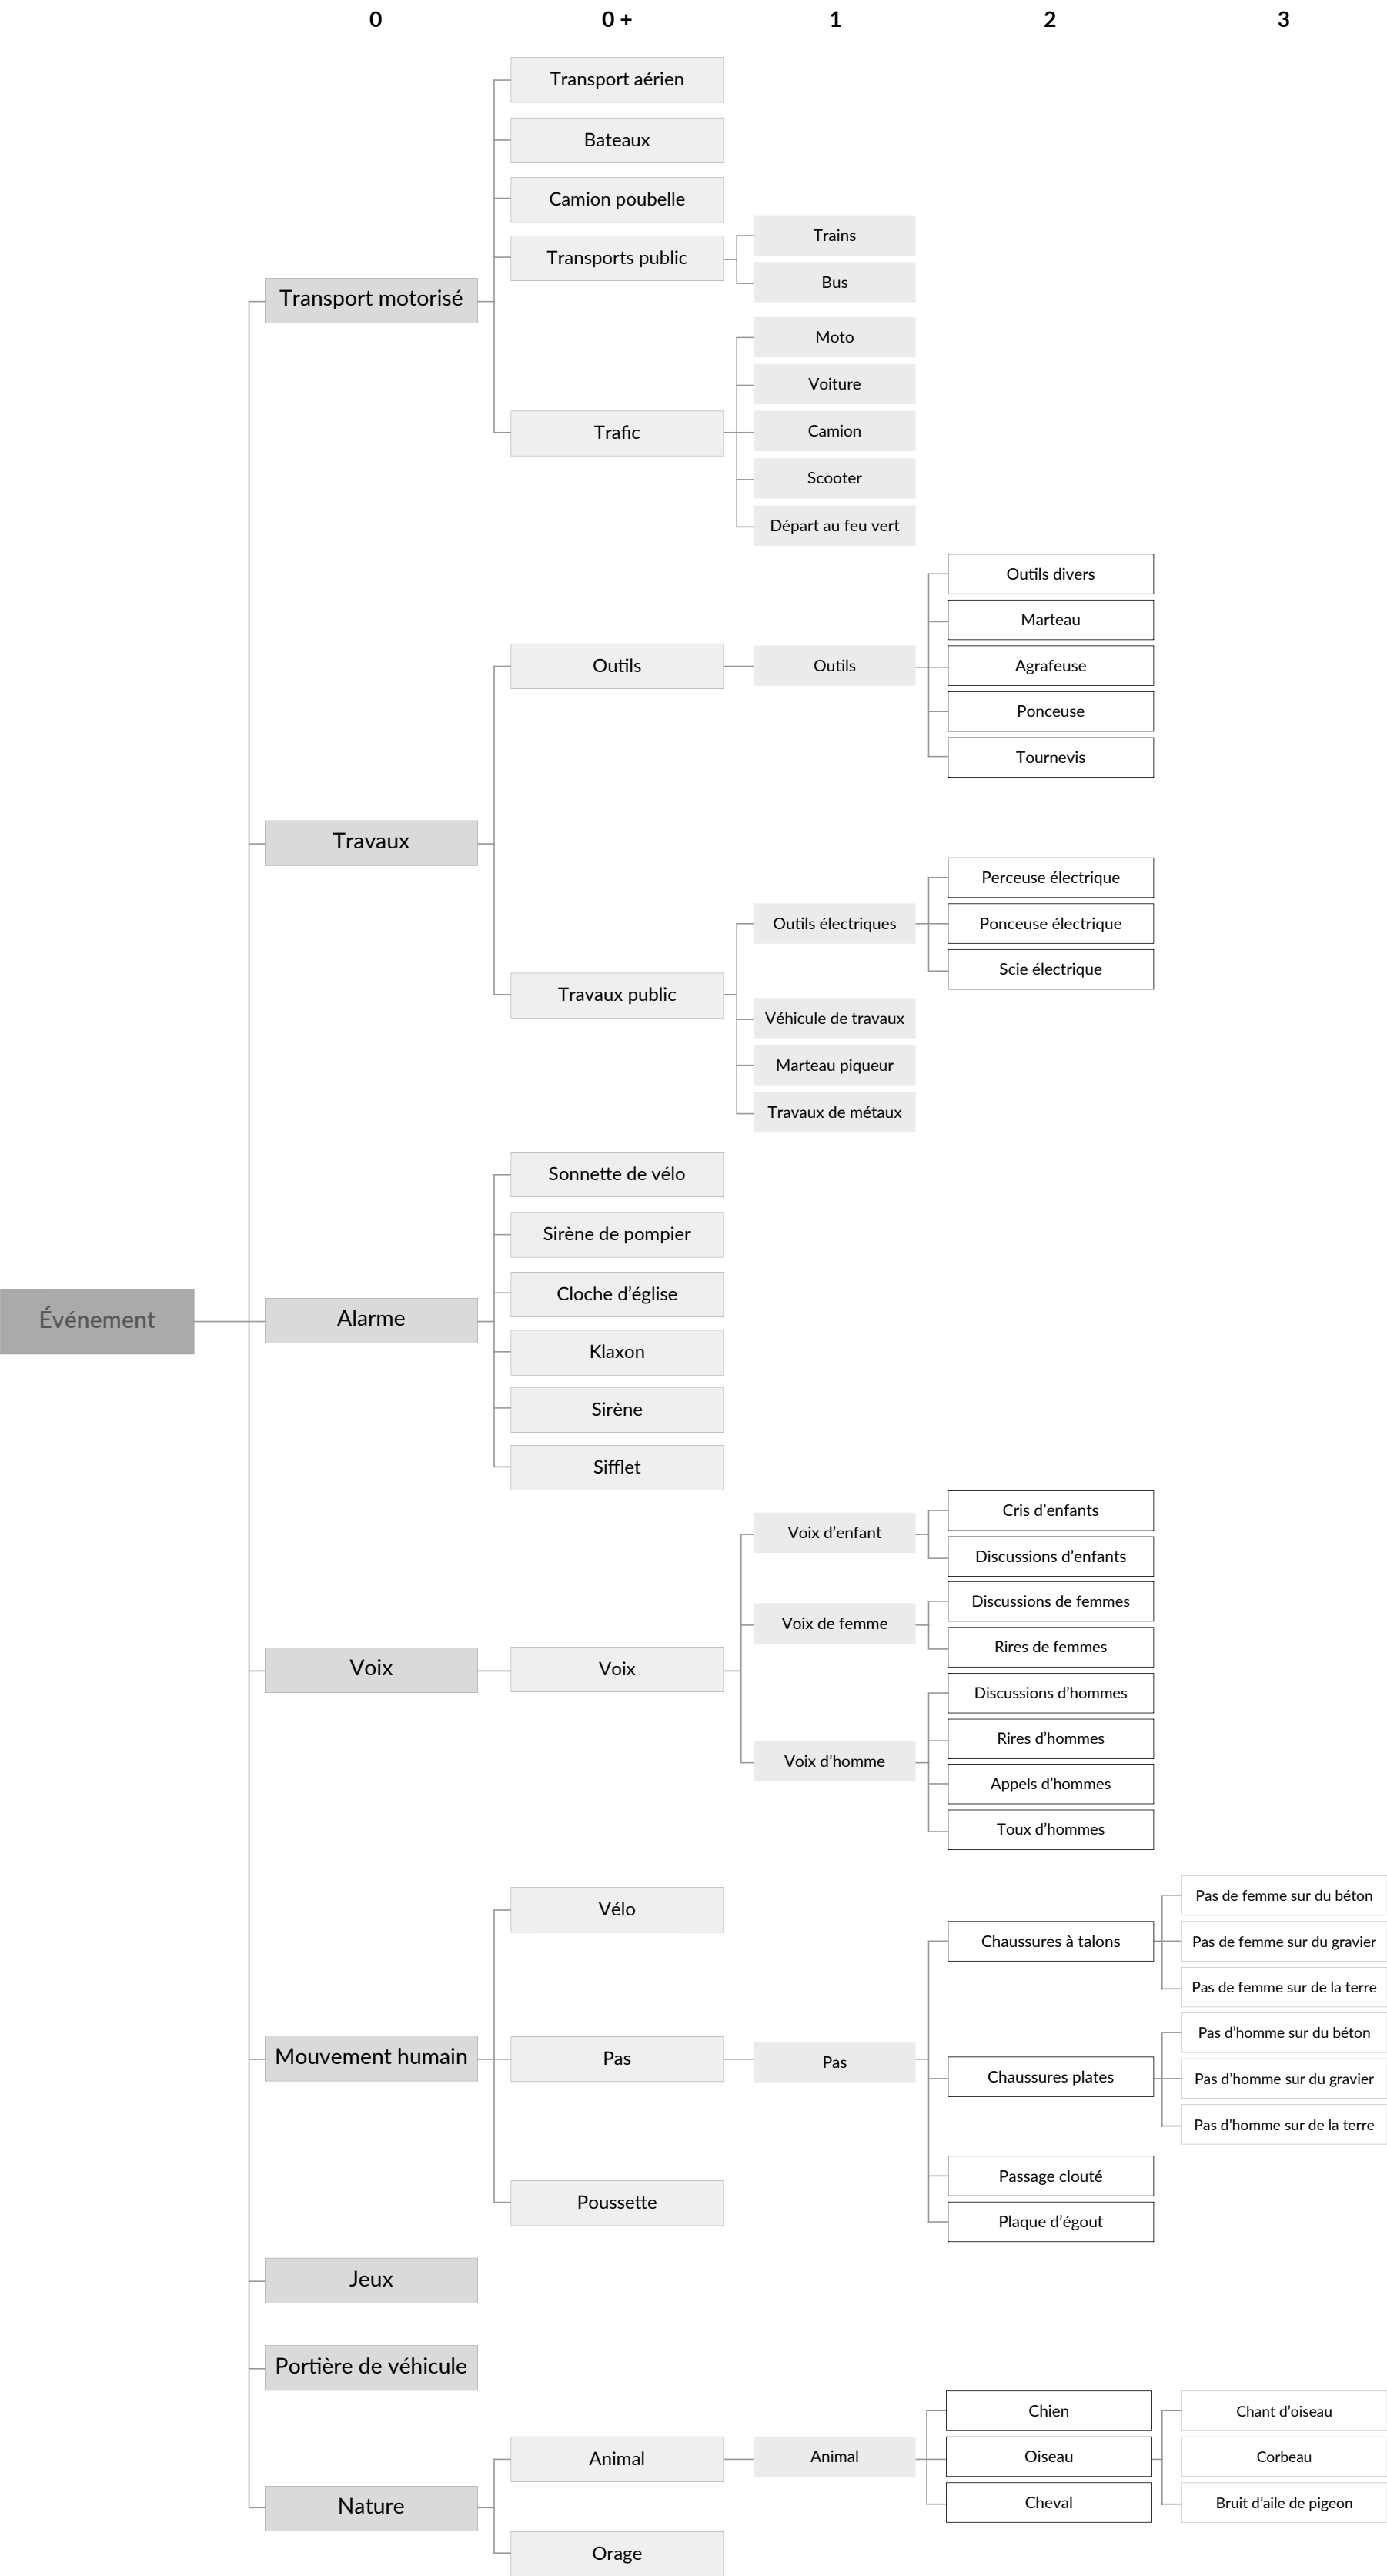 0
0 +
1
2
3
Transport aérien
Bateaux
Camion poubelle
Trains
Transports public
Bus
Transport motorisé
Moto
Voiture
Trafic
Camion
Scooter
Départ au feu vert
Outils divers
Marteau
Outils
Outils
Agrafeuse
Ponceuse
Tournevis
Travaux
Perceuse électrique
Outils électriques
Ponceuse électrique
Scie électrique
Travaux public
Véhicule de travaux
Marteau piqueur
Travaux de métaux
Sonnette de vélo
Sirène de pompier
Cloche d’église
Événement
Alarme
Klaxon
Sirène
Sifflet
Cris d’enfants
Voix d’enfant
Discussions d’enfants
Discussions de femmes
Voix de femme
Rires de femmes
Voix
Voix
Discussions d’hommes
Rires d’hommes
Voix d’homme
Appels d’hommes
Toux d’hommes
Pas de femme sur du béton
Vélo
Chaussures à talons
Pas de femme sur du gravier
Pas de femme sur de la terre
Pas d’homme sur du béton
Mouvement humain
Pas
Pas
Chaussures plates
Pas d’homme sur du gravier
Pas d’homme sur de la terre
Passage clouté
Poussette
Plaque d’égout
Jeux
Portière de véhicule
Chien
Chant d’oiseau
Animal
Animal
Oiseau
Corbeau
Nature
Cheval
Bruit d’aile de pigeon
Orage